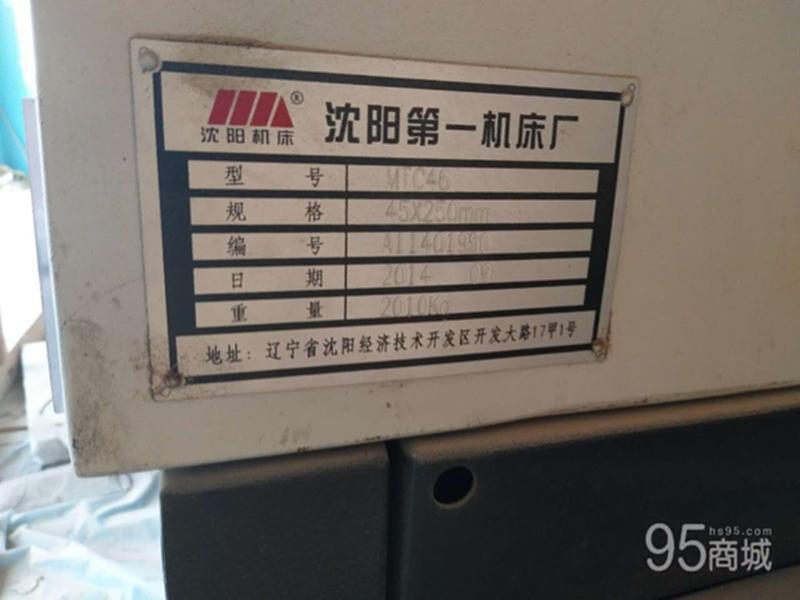 沈阳机床® 沈阳第一机床厂
型 号 MTC46
规 格 45X250mm
编 号 A11401990
日 期 2014 09
重 量 2010Kg
地址：辽宁省沈阳经济技术开发区开发大路17甲1号
hs95.com
95商城